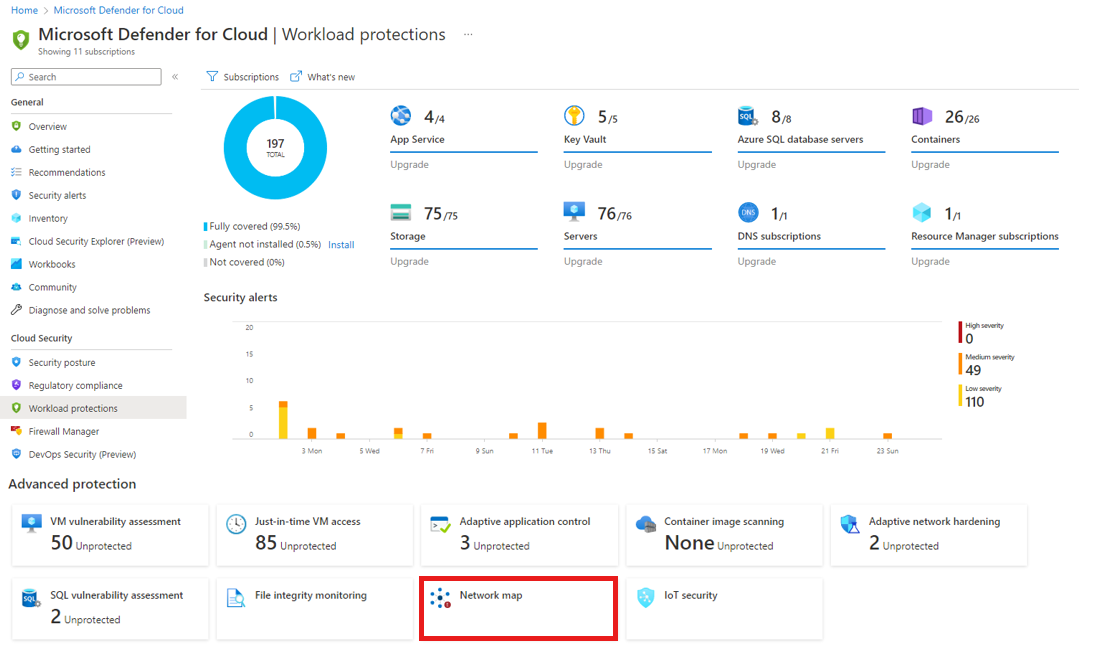 Home > Microsoft Defender for Cloud
Microsoft Defender for Cloud | Workload protections ...
Showing 11 subscriptions
Search «
General
Overview
Getting started
Recommendations
Security alerts
Inventory
Cloud Security Explorer (Preview)
Workbooks
Community
Diagnose and solve problems
Cloud Security
Security posture
Regulatory compliance
Workload protections
Firewall Manager
DevOps Security (Preview)
Subscriptions What's new
197
TOTAL
Fully covered (99.5%)
Agent not installed (0.5%) Install
Not covered (0%)
4/4
App Service
Upgrade
5/5
Key Vault
Upgrade
SQL 8/8
Azure SQL database servers
Upgrade
26/26
Containers
Upgrade
75/75
Storage
Upgrade
76/76
Servers
Upgrade
DNS 1/1
DNS subscriptions
Upgrade
1/1
Resource Manager subscriptions
Upgrade
Security alerts
20
15
10
5
0
3 Mon 5 Wed 7 Fri 9 Sun 11 Tue 13 Thu 15 Sat 17 Mon 19 Wed 21 Fri 23 Sun
High severity
0
Medium severity
49
Low severity
110
Advanced protection
VM vulnerability assessment
50 Unprotected
Just-in-time VM access
85 Unprotected
Adaptive application control
3 Unprotected
Container image scanning
None Unprotected
Adaptive network hardening
2 Unprotected
SQL SQL vulnerability assessment
2 Unprotected
File integrity monitoring
Network map
IoT security